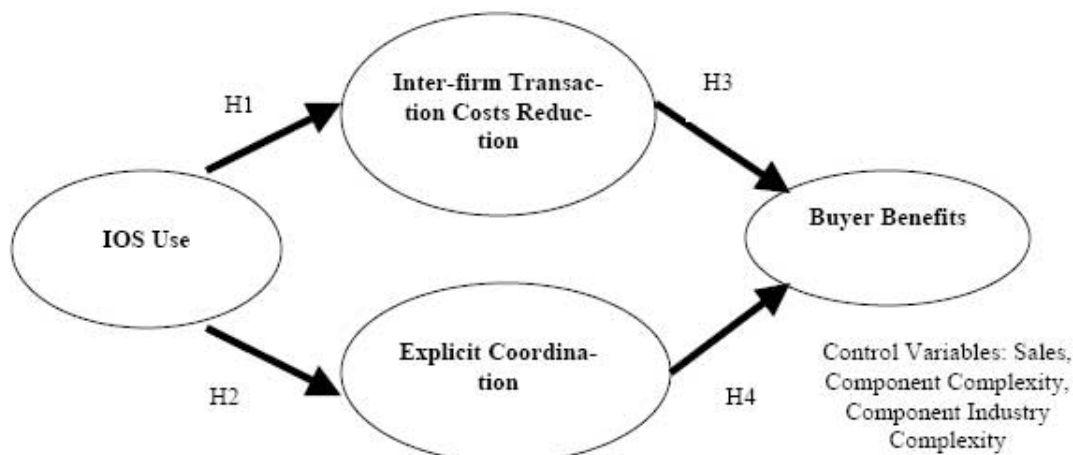 Inter-firm Transac-
tion Costs Reduc-
tion
H1
H3
IOS Use
Buyer Benefits
Explicit Coordina-
tion
H2
H4
Control Variables: Sales,
Component Complexity,
Component Industry
Complexity